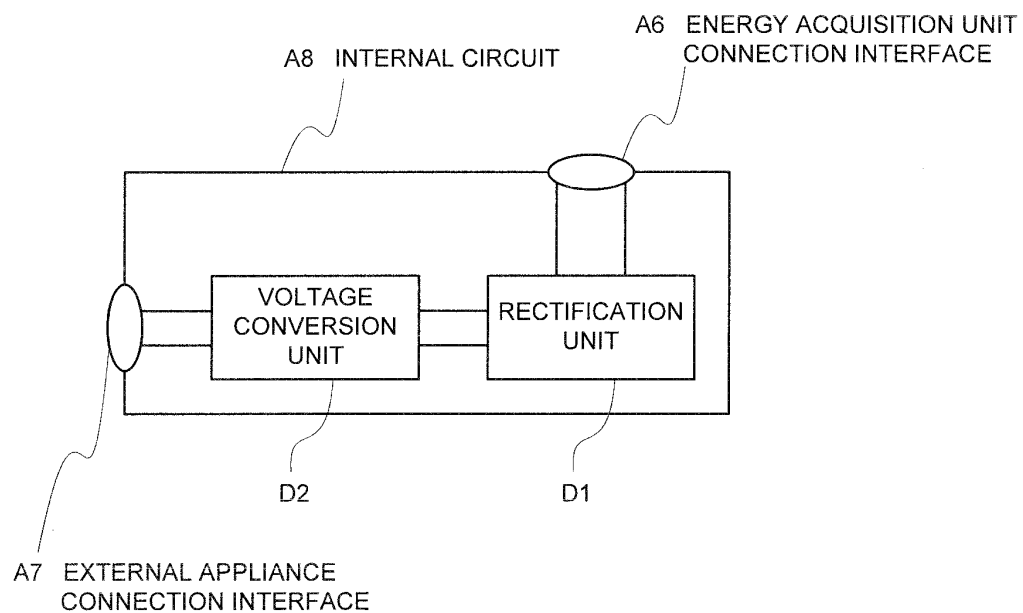 A6 ENERGY ACQUISITION UNIT
CONNECTION INTERFACE
A8 INTERNAL CIRCUIT
VOLTAGE
CONVERSION
UNIT
RECTIFICATION
UNIT
D2
D1
A7 EXTERNAL APPLIANCE
CONNECTION INTERFACE